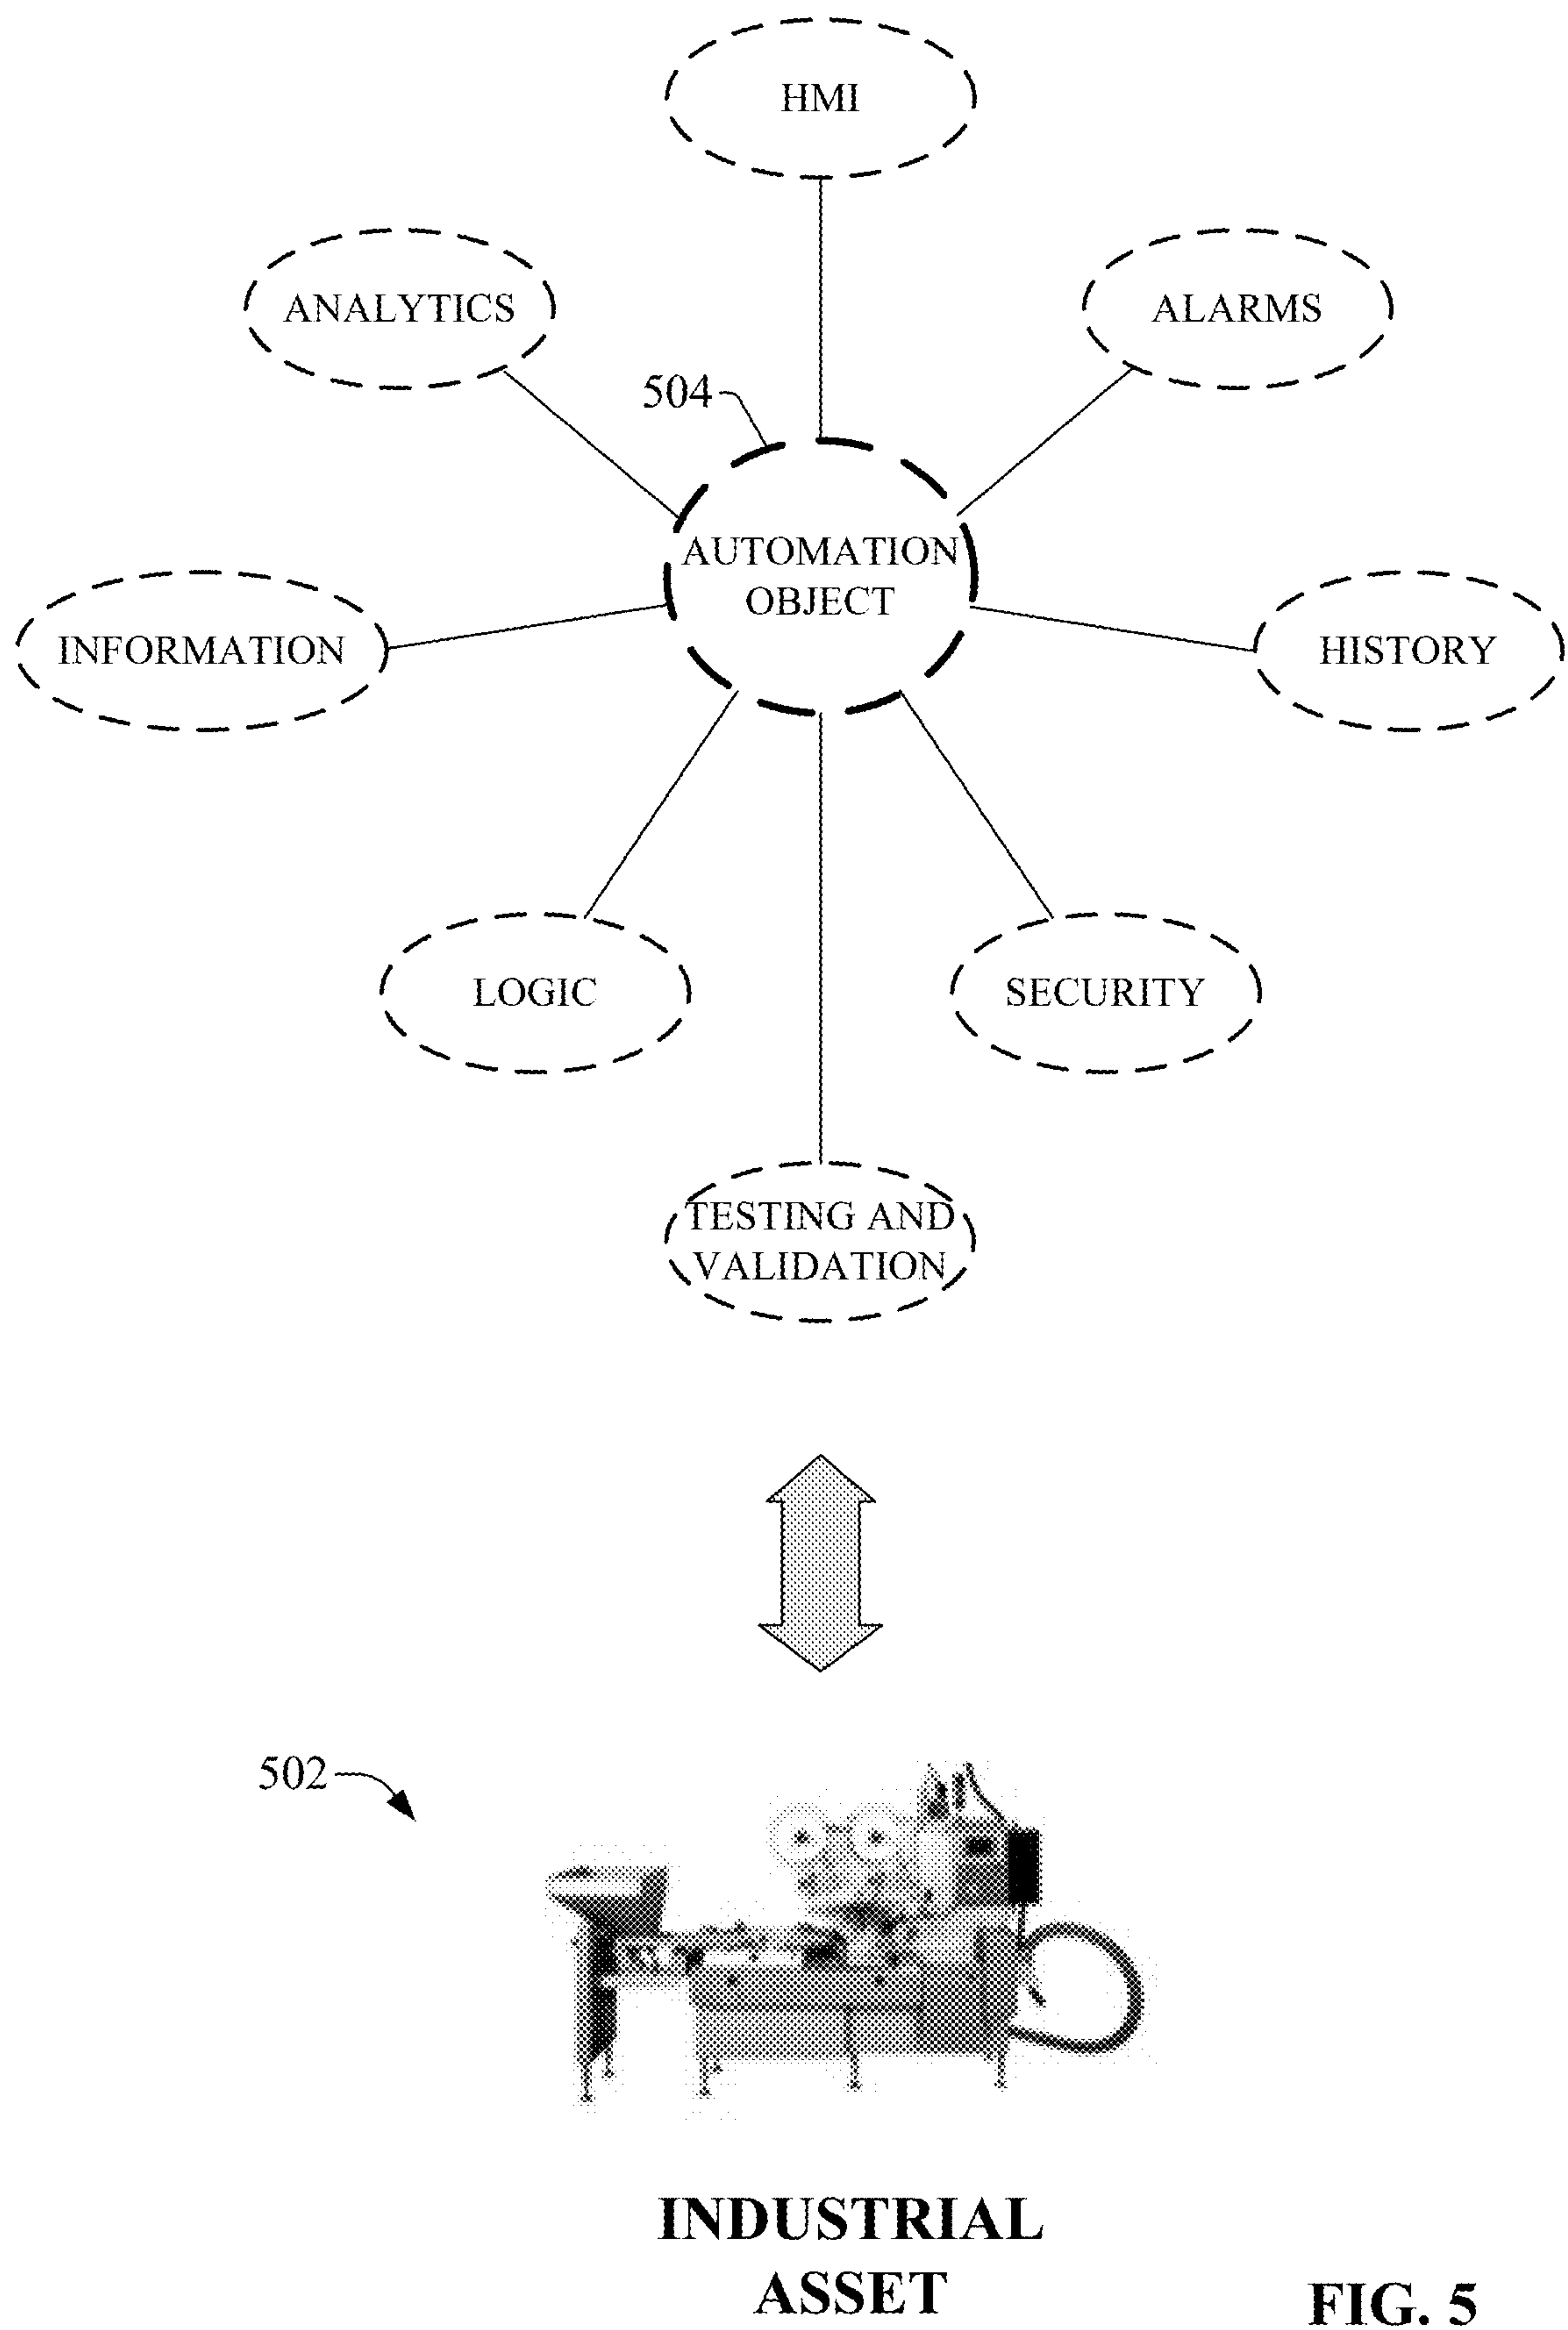 HMI
ANALYTICS
ALARMS
504
AUTOMATION
OBJECT
INFORMATION
HISTORY
LOGIC
SECURITY
TESTING AND
VALIDATION
502
INDUSTRIAL
ASSET
FIG. 5